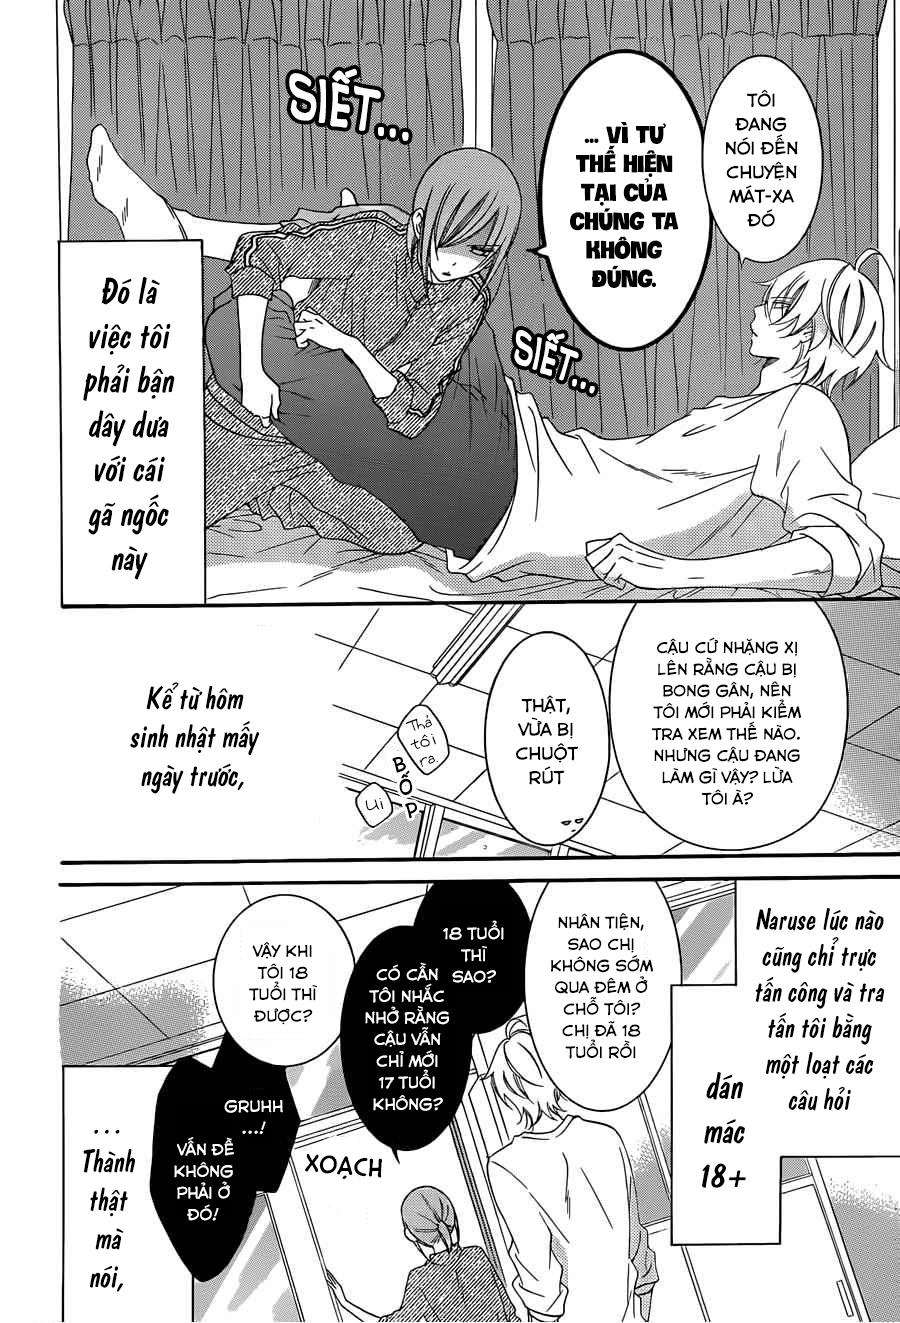 TÔI
ĐANG
NÓI ĐẾN
CHUYỆN
MÁT-XA
ĐÓ
... VÌ TƯ
THẾ HIỆN
TẠI CỦA
CHÚNG TA
KHÔNG
ĐÚNG.
SIẾT...
SIẾT...
Đó là
việc tôi
phải bận
dây dưa
với cái
gã ngốc
này
CẬU CỨ NHẶNG XỊ
LÊN RẰNG CẬU BỊ
BONG GÂN, NÊN
TÔI MỚI PHẢI KIỂM
TRA XEM THẾ NÀO.
NHƯNG CẬU ĐANG
LÀM GÌ VẬY? LỪA
TÔI À?
THẬT,
VỪA BỊ
CHUỘT
RÚT
Thả
tôi
ra.
BỐP
Ui
Kể từ hôm
sinh nhật mấy
ngày trước,
Naruse lúc nào
cũng chỉ trực
tấn công và tra
tấn tôi bằng
một loạt các
câu hỏi
dán
mác
18+
NHÂN TIỆN,
SAO CHỊ
KHÔNG SỚM
QUA ĐÊM Ở
CHỖ TÔI?
CHỊ ĐÃ 18
TUỔI RỒI
18 TUỔI
THÌ
SAO?
CÓ CẦN
TÔI NHẮC
NHỞ RẰNG
CẬU VẪN
CHỈ MỚI
17 TUỔI
KHÔNG?
VẬY KHI
TÔI 18
TUỔI THÌ
ĐƯỢC?
GRUHH
...!
VẤN ĐỀ
KHÔNG
PHẢI Ở
ĐÓ!
XOẠCH
...
Thành
thật
mà
nói,